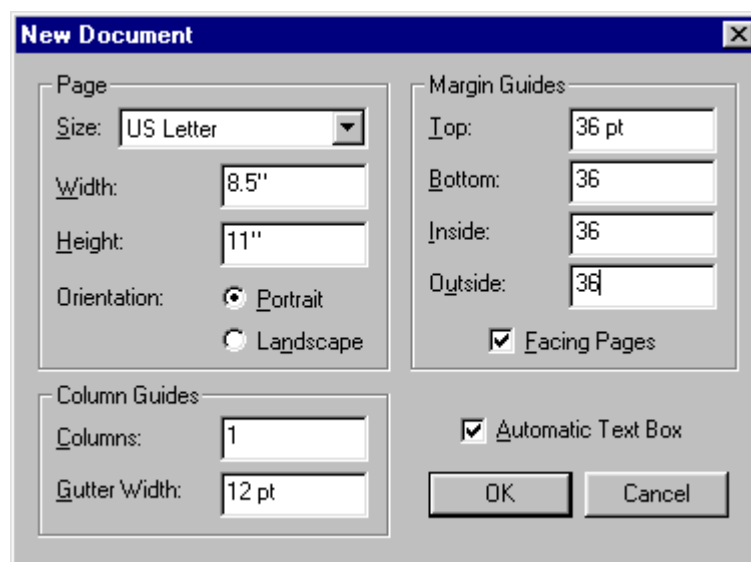 New Document
Page
Size: US Letter
Width: 8.5"
Height: 11"
Orientation: Portrait
Landscape
Margin Guides
Top: 36 pt
Bottom: 36
Inside: 36
Outside: 36
Facing Pages
Column Guides
Columns: 1
Gutter Width: 12 pt
Automatic Text Box
OK Cancel